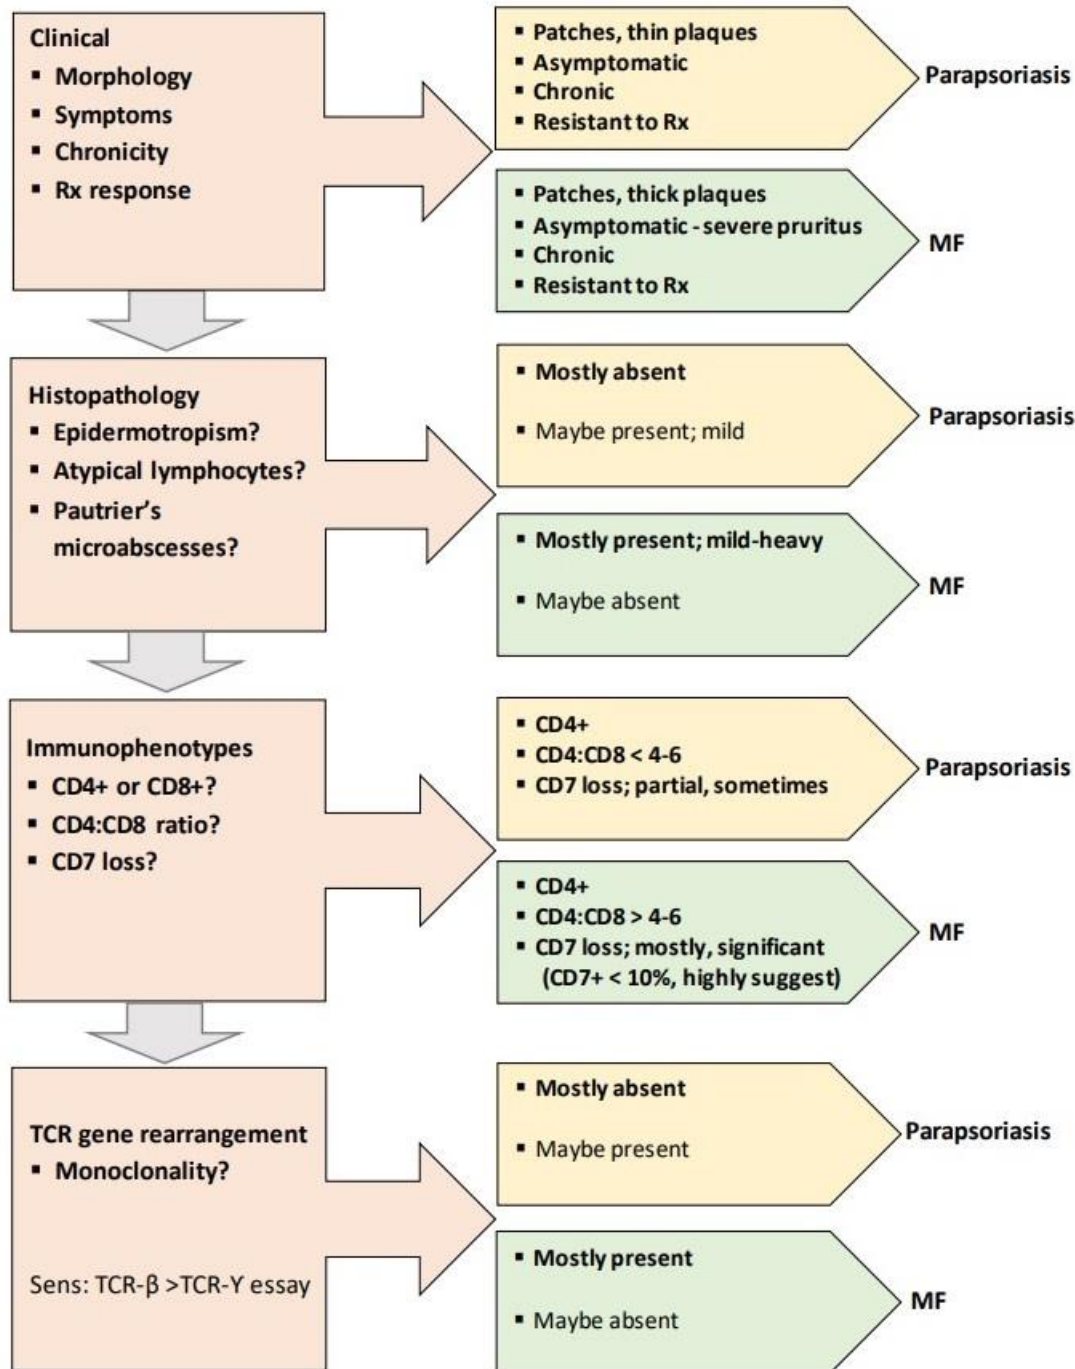 Clinical
▪ Morphology
▪ Symptoms
▪ Chronicity
▪ Rx response
▪ Patches, thin plaques
▪ Asymptomatic
▪ Chronic
▪ Resistant to Rx
Parapsoriasis
▪ Patches, thick plaques
▪ Asymptomatic - severe pruritus
▪ Chronic
▪ Resistant to Rx
MF
Histopathology
▪ Epidermotropism?
▪ Atypical lymphocytes?
▪ Pautrier’s
microabscesses?
▪ Mostly absent
▪ Maybe present; mild
Parapsoriasis
▪ Mostly present; mild-heavy
▪ Maybe absent
MF
Immunophenotypes
▪ CD4+ or CD8+?
▪ CD4:CD8 ratio?
▪ CD7 loss?
▪ CD4+
▪ CD4:CD8 < 4-6
▪ CD7 loss; partial, sometimes
Parapsoriasis
▪ CD4+
▪ CD4:CD8 > 4-6
▪ CD7 loss; mostly, significant
(CD7+ < 10%, highly suggest)
MF
TCR gene rearrangement
▪ Monoclonality?
Sens: TCR-β >TCR-Y essay
▪ Mostly absent
▪ Maybe present
Parapsoriasis
▪ Mostly present
▪ Maybe absent
MF